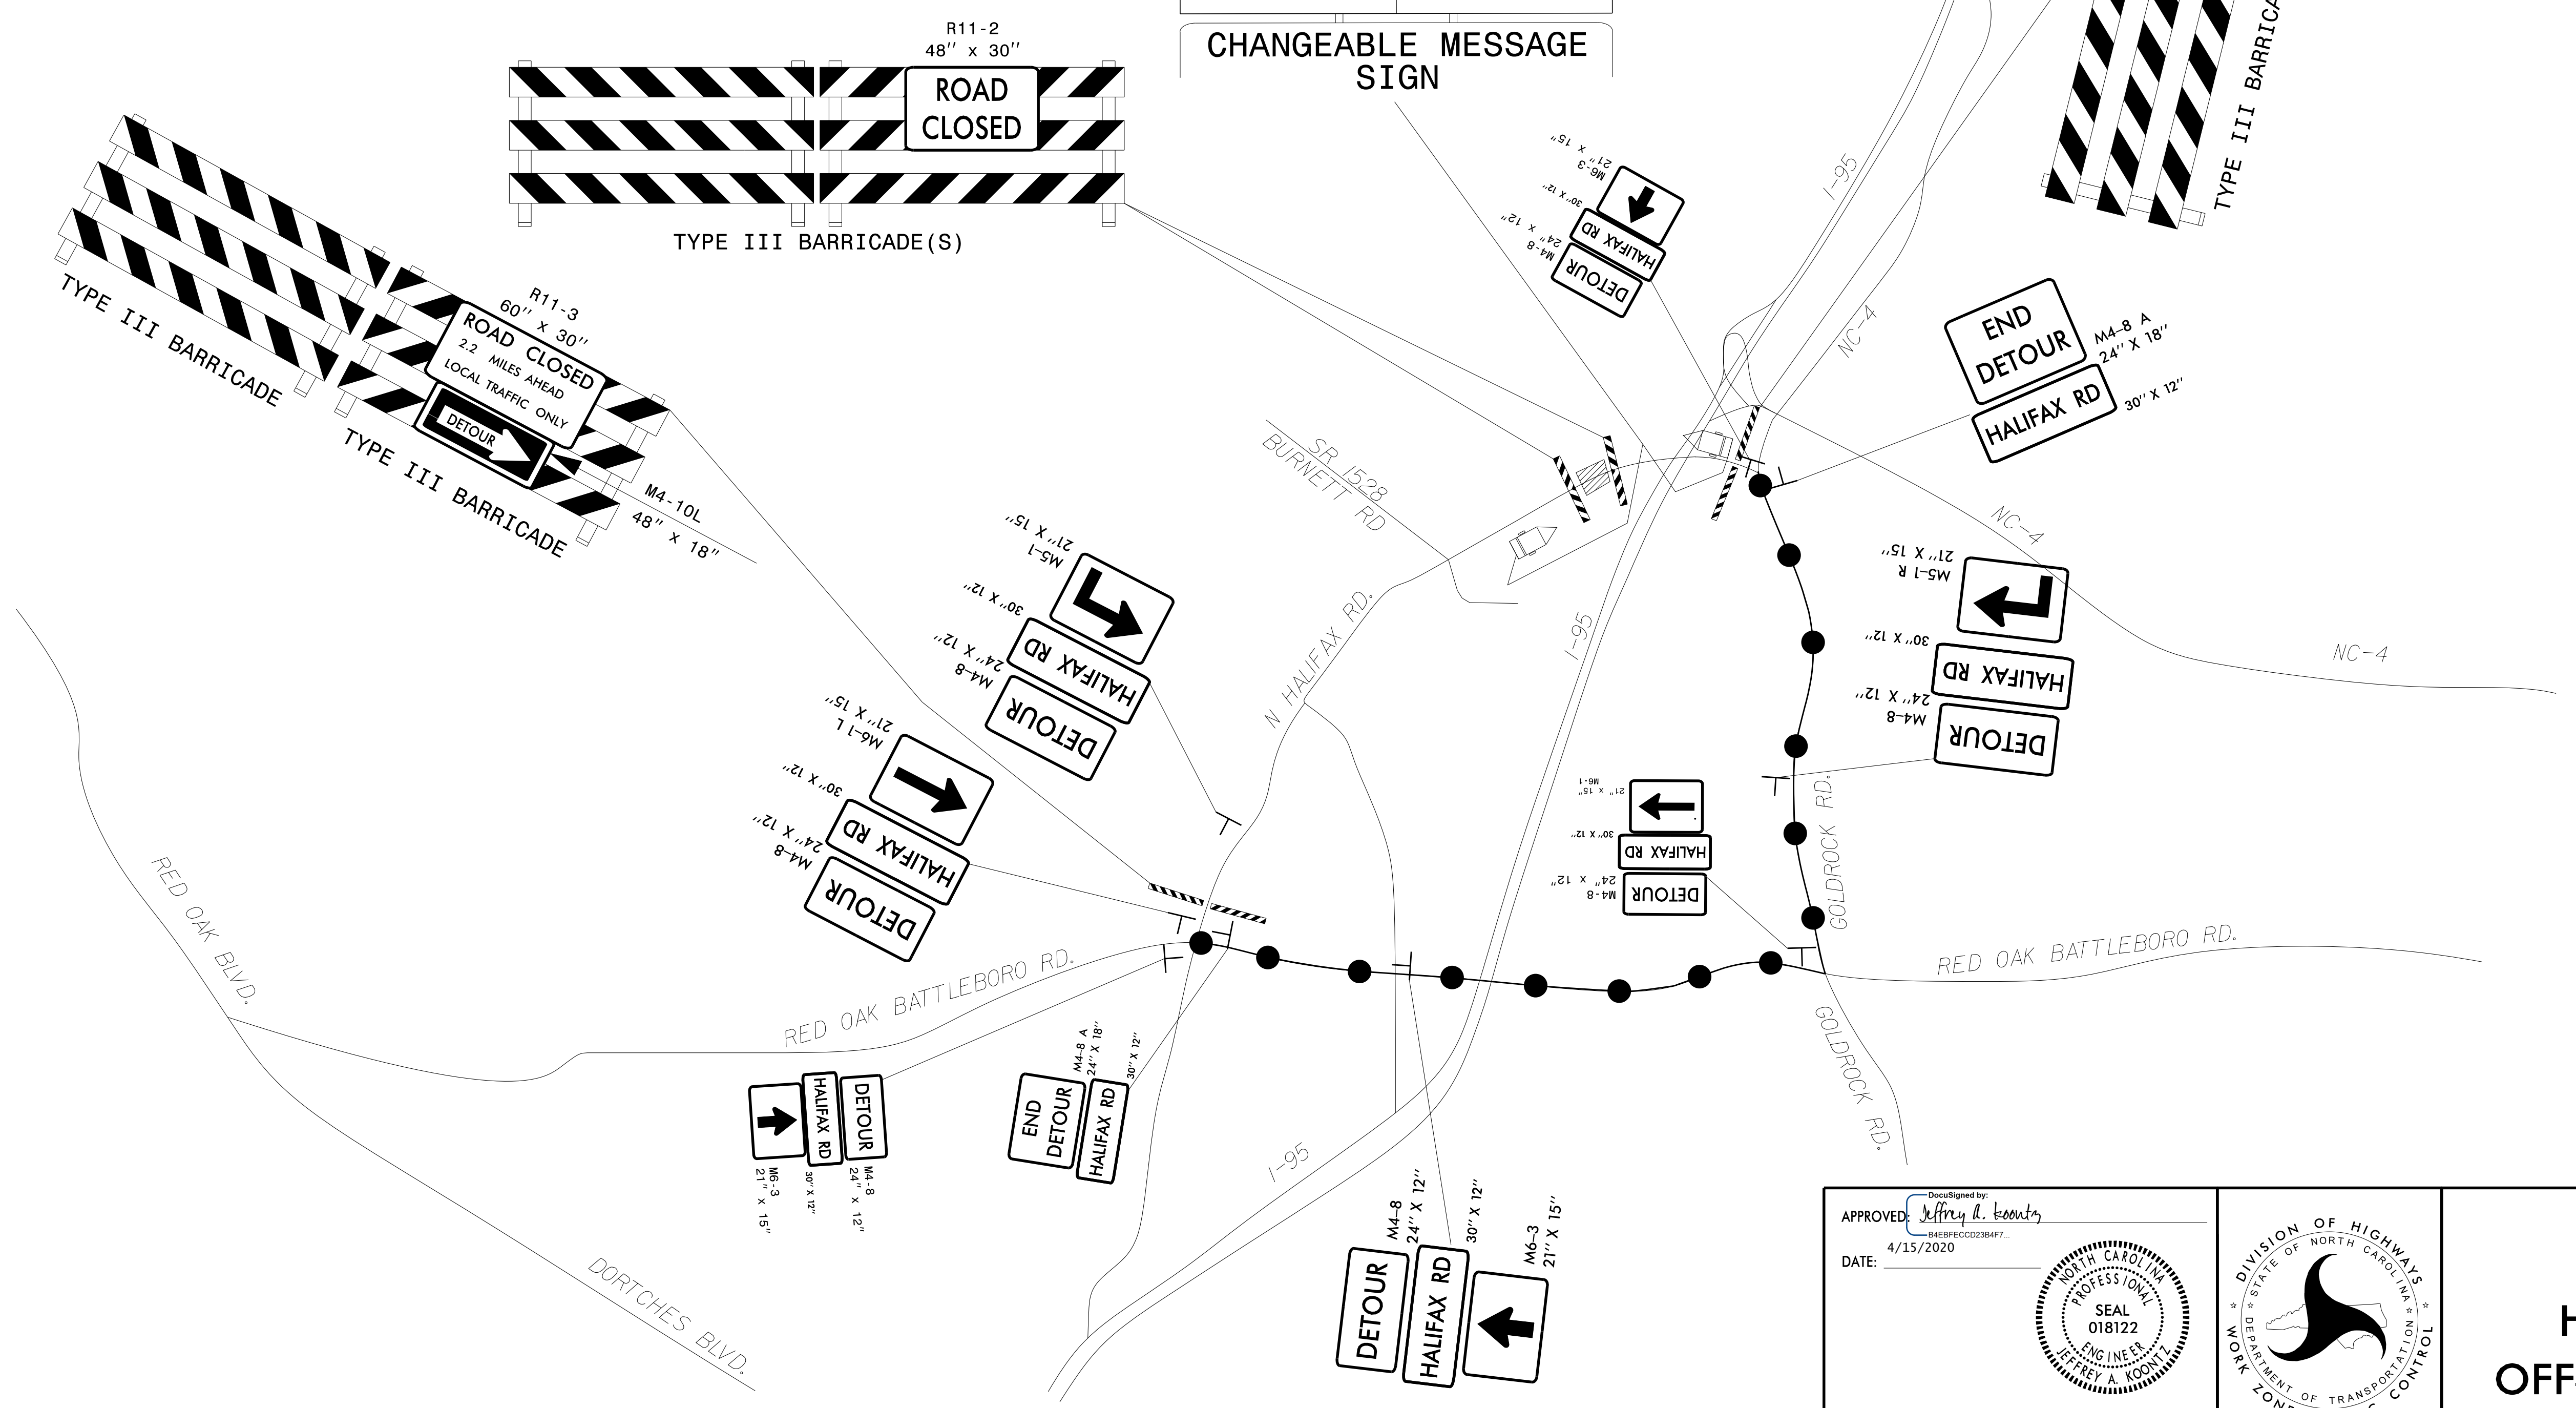 R11-2
48" x 30"
ROAD
CLOSED
TYPE III BARRICADE(S)
CHANGEABLE MESSAGE
SIGN
TYPE III BARRICADE
R11-3
60" x 30"
ROAD CLOSED
2.2 MILES AHEAD
LOCAL TRAFFIC ONLY
DETOUR
TYPE III BARRICADE
M4-10L
48" x 18"
21" x 15"
M6-3
30" X 12"
HALIFAX RD
24" x 12"
M4-8
DETOUR
I-95
NC-4
END
DETOUR
M4-8 A
24" X 18"
HALIFAX RD
30" X 12"
SR 1528
BURNETT RD
NC-4
NC-4
21" X 15"
M5-1
30" X 12"
HALIFAX RD
24" X 12"
M4-8
DETOUR
21" X 15"
M5-1 R
30" X 12"
HALIFAX RD
24" X 12"
M4-8
DETOUR
N HALIFAX RD.
I-95
21" X 15"
M6-1 L
30" X 12"
HALIFAX RD
24" X 12"
M4-8
DETOUR
M6-1
21" x 15"
30" X 12"
HALIFAX RD
24" x 12"
M4-8
DETOUR
GOLDROCK RD.
RED OAK BLVD.
RED OAK BATTLEBORO RD.
RED OAK BATTLEBORO RD.
GOLDROCK RD.
DETOUR
HALIFAX RD
M4-8
24" x 12"
30" X 12"
M6-3
21" x 15"
END
DETOUR
HALIFAX RD
M4-8 A
24" X 18"
30" X 12"
I-95
M4-8
24" X 12"
30" X 12"
M6-3
21" X 15"
DETOUR
HALIFAX RD
DORTCHES BLVD.
APPROVED:
DocuSigned by:
Jeffrey A. Koontz
B4EBFECCD23B4F7...
DATE:
4/15/2020
NORTH CAROLINA
PROFESSIONAL
SEAL
018122
ENGINEER
JEFFREY A. KOONTZ
DIVISION OF HIGHWAYS
STATE OF NORTH CAROLINA
DEPARTMENT OF TRANSPORTATION
WORK
CONTROL
H
OFF